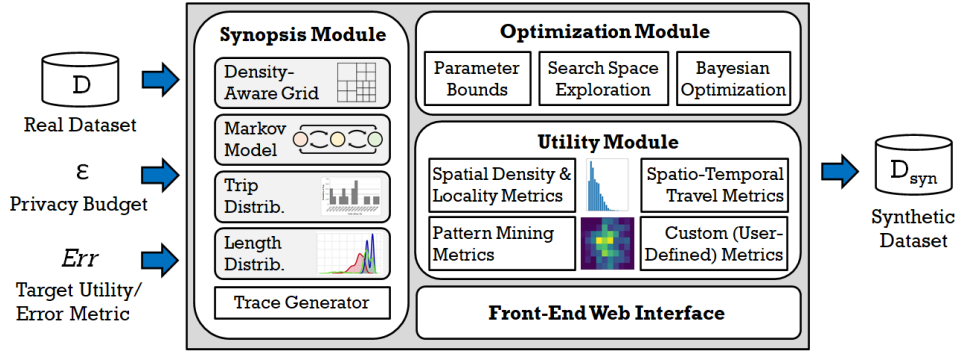 D
Real Dataset
ε
Privacy Budget
Err
Target Utility/
Error Metric
Synopsis Module
Density-
Aware Grid
Markov
Model
Trip
Distrib.
Length
Distrib.
Trace Generator
Optimization Module
Parameter
Bounds
Search Space
Exploration
Bayesian
Optimization
Utility Module
Spatial Density &
Locality Metrics
Spatio-Temporal
Travel Metrics
Pattern Mining
Metrics
Custom (User-
Defined) Metrics
Front-End Web Interface
D_syn
Synthetic
Dataset